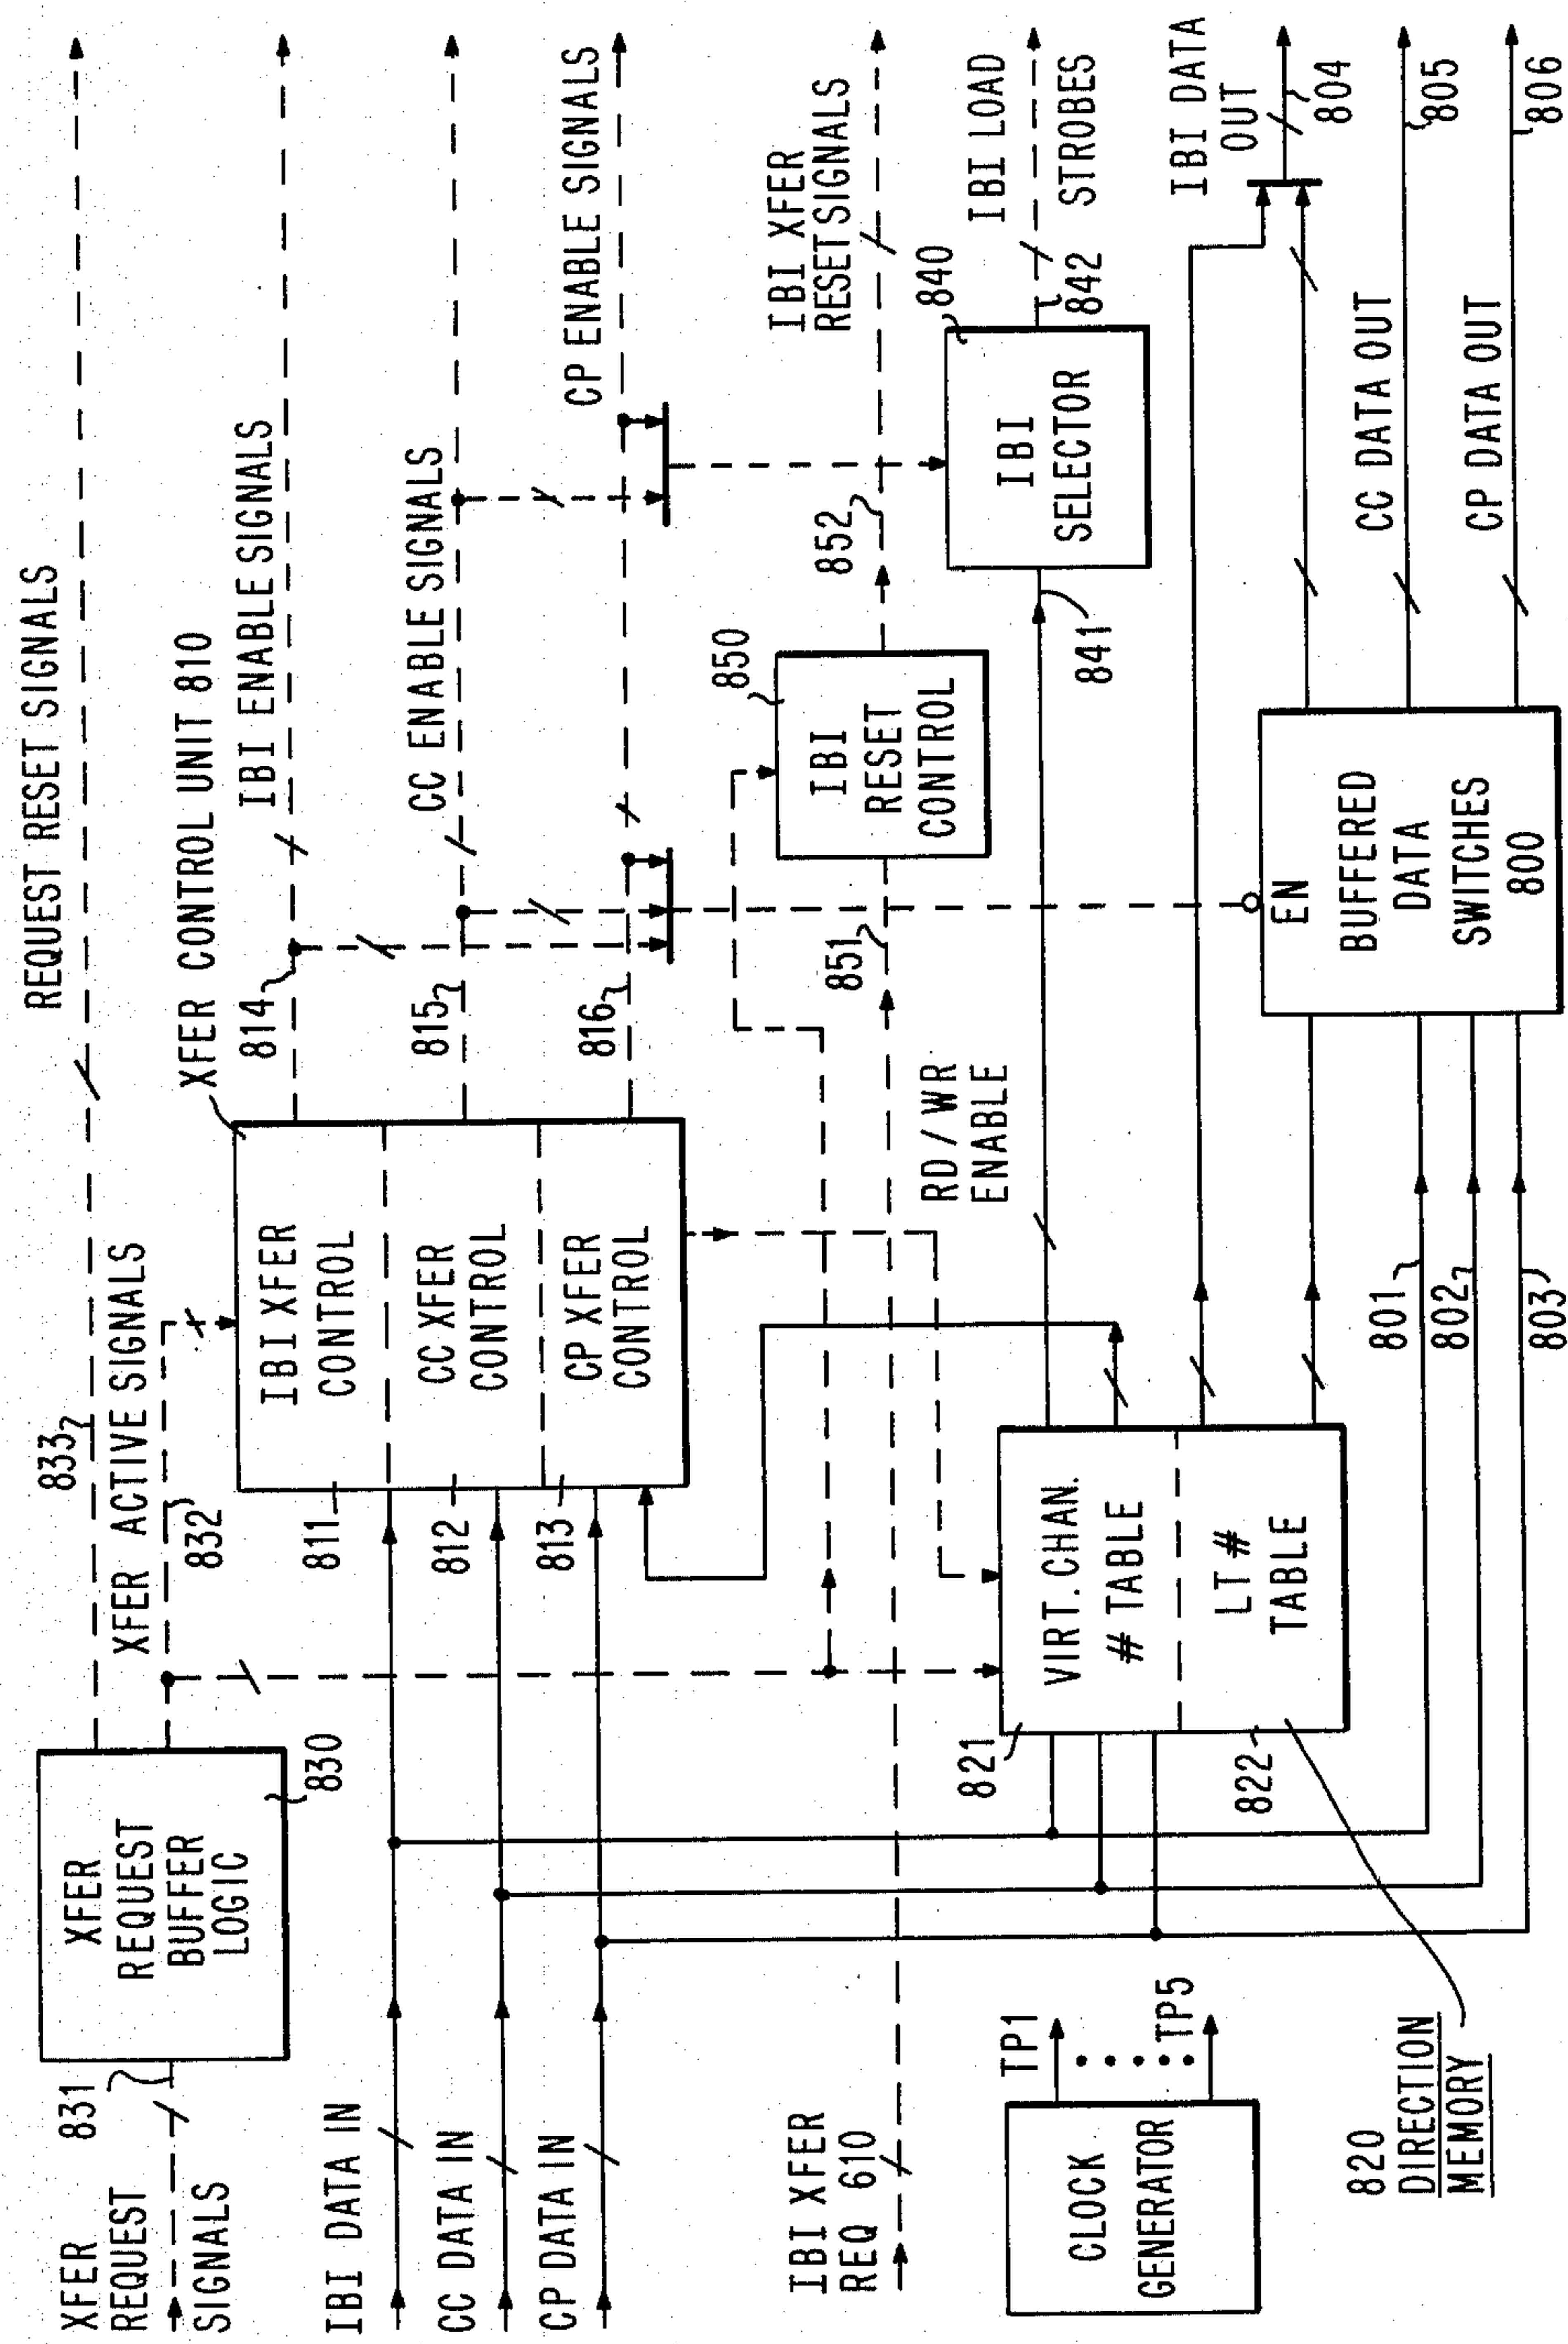 REQUEST RESET SIGNALS
XFER CONTROL UNIT 810
IBI ENABLE SIGNALS
CC ENABLE SIGNALS
CP ENABLE SIGNALS
XFER ACTIVE SIGNALS
833
832
814
815
816
XFER
REQUEST
BUFFER
LOGIC
830
831
XFER
REQUEST
SIGNALS
IBI XFER
CONTROL
CC XFER
CONTROL
CP XFER
CONTROL
811
812
813
IBI DATA IN
CC DATA IN
CP DATA IN
IBI XFER
RESET SIGNALS
850
IBI
RESET
CONTROL
851
852
840
IBI
SELECTOR
841
842
IBI LOAD
STROBES
IBI XFER
REQ 610
RD/WR
ENABLE
821
VIRT. CHAN.
# TABLE
LT #
TABLE
822
IBI DATA
OUT
804
CC DATA OUT
805
CP DATA OUT
806
EN
BUFFERED
DATA
SWITCHES
800
801
802
803
CLOCK
GENERATOR
TP1
TP5
820
DIRECTION
MEMORY